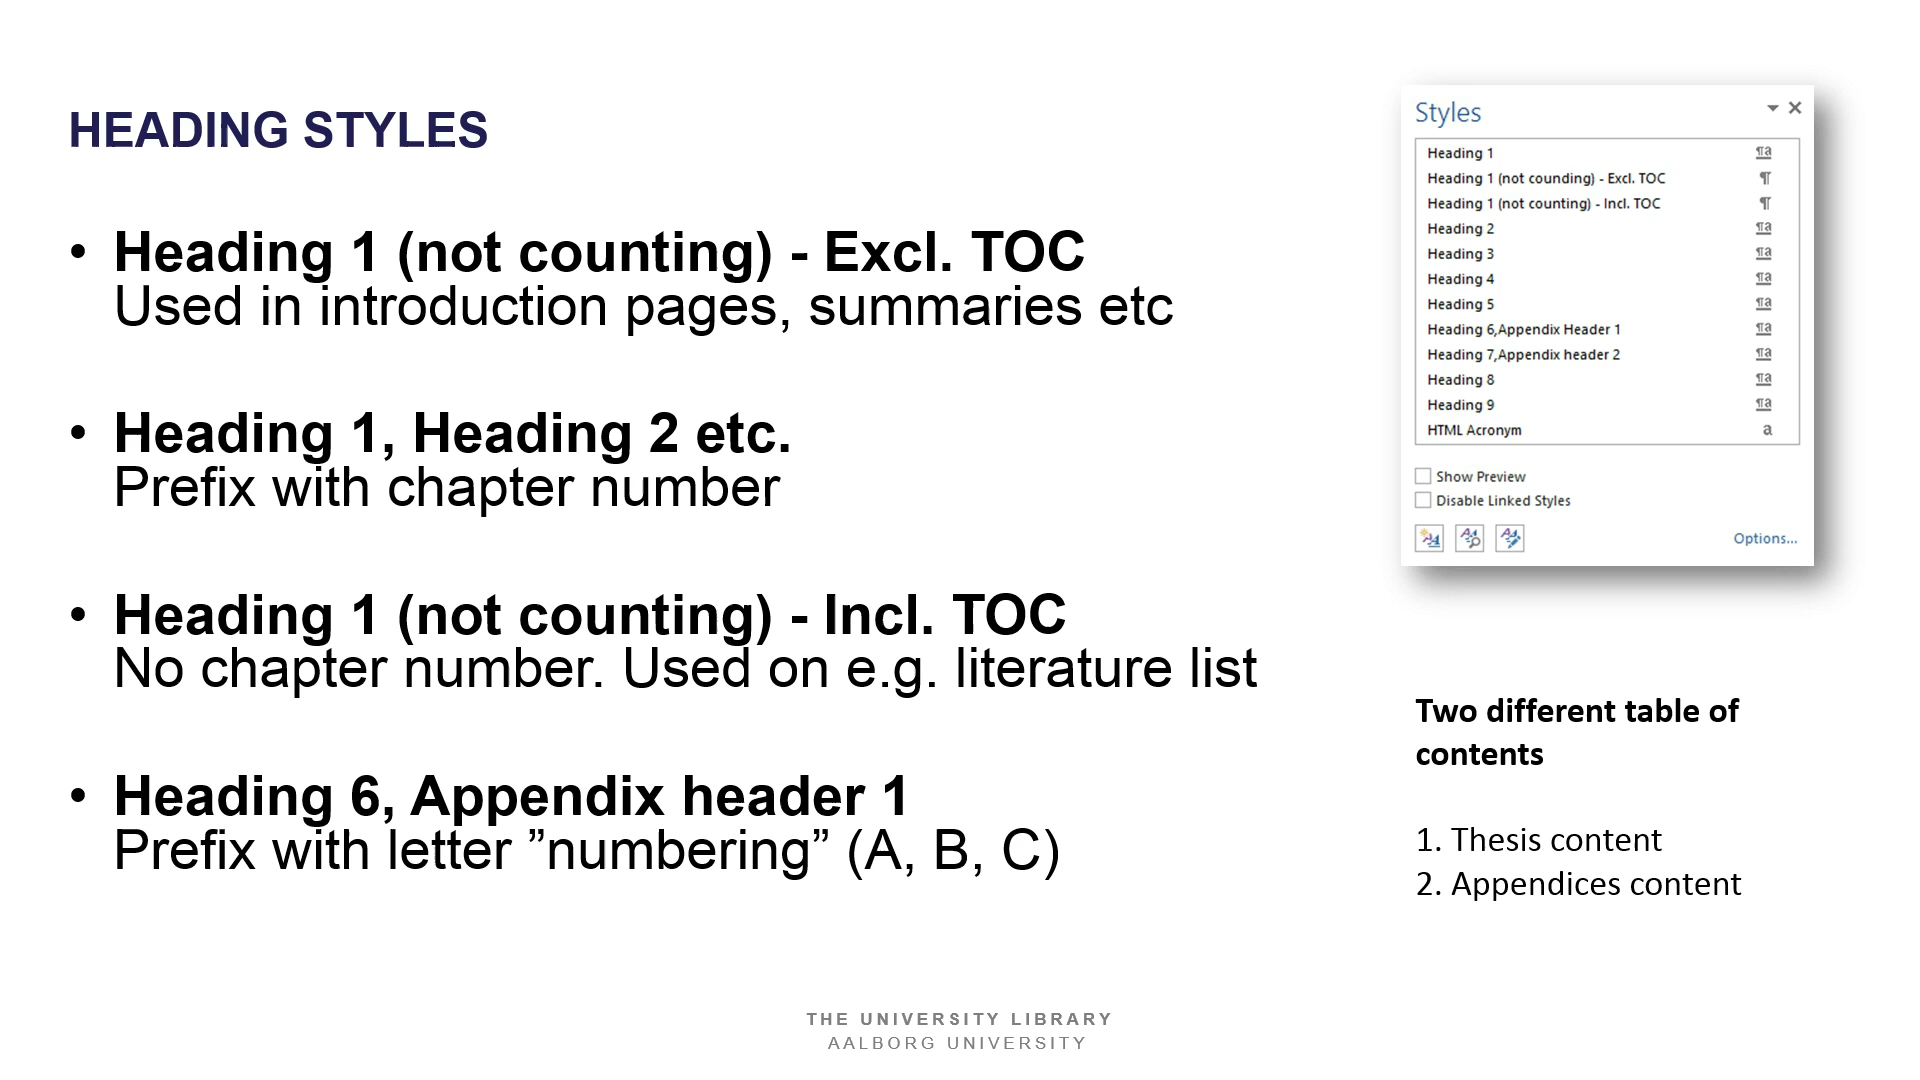 HEADING STYLES
• Heading 1 (not counting) - Excl. TOC
Used in introduction pages, summaries etc
• Heading 1, Heading 2 etc.
Prefix with chapter number
• Heading 1 (not counting) - Incl. TOC
No chapter number. Used on e.g. literature list
• Heading 6, Appendix header 1
Prefix with letter ”numbering” (A, B, C)
Styles
Heading 1 ¶a
Heading 1 (not counding) - Excl. TOC ¶
Heading 1 (not counting) - Incl. TOC ¶
Heading 2 ¶a
Heading 3 ¶a
Heading 4 ¶a
Heading 5 ¶a
Heading 6,Appendix Header 1 ¶a
Heading 7,Appendix header 2 ¶a
Heading 8 ¶a
Heading 9 ¶a
HTML Acronym a
Show Preview
Disable Linked Styles
Options...
Two different table of
contents
1. Thesis content
2. Appendices content
THE UNIVERSITY LIBRARY
AALBORG UNIVERSITY